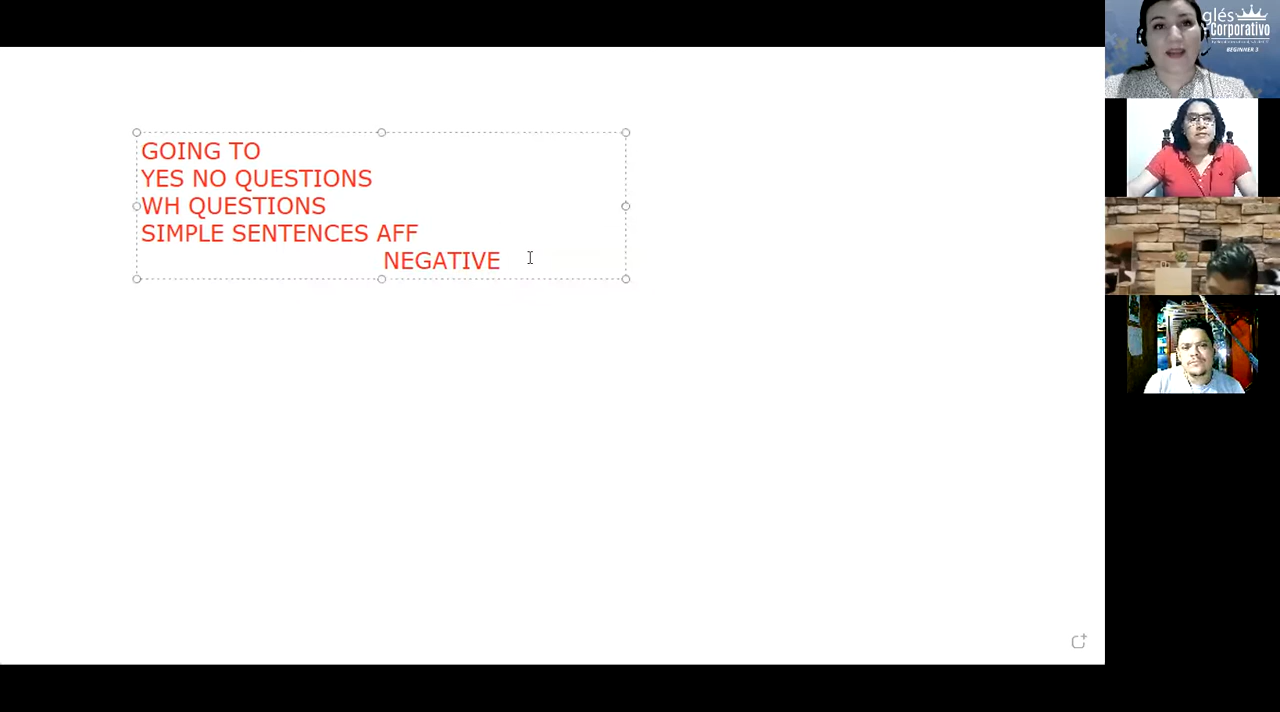 GOING TO
YES NO QUESTIONS
WH QUESTIONS
SIMPLE SENTENCES AFF
NEGATIVE
glés
Corporativo
BEGINNER 3